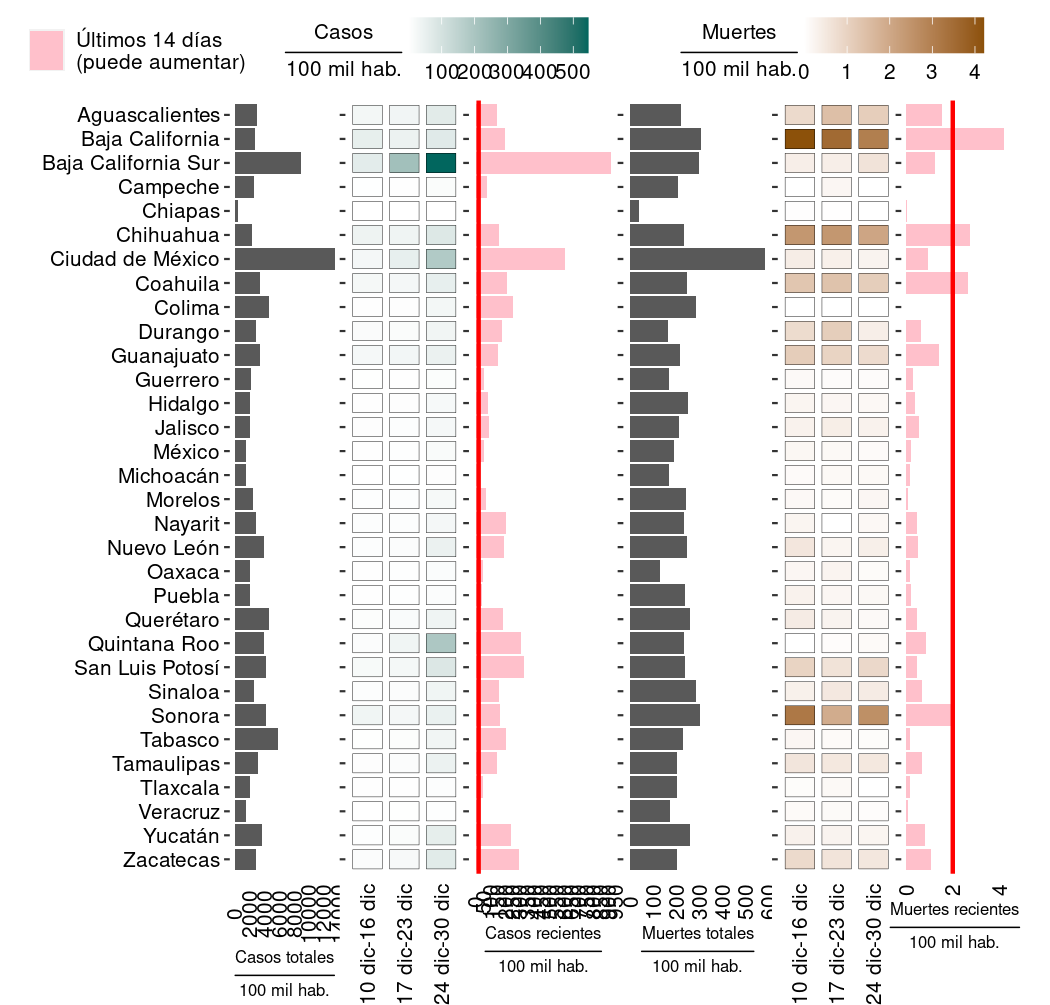 Últimos 14 días
(puede aumentar)
Casos
100 mil hab.
100 200 300 400 500
Muertes
100 mil hab.
0 1 2 3 4
Aguascalientes
Baja California
Baja California Sur
Campeche
Chiapas
Chihuahua
Ciudad de México
Coahuila
Colima
Durango
Guanajuato
Guerrero
Hidalgo
Jalisco
México
Michoacán
Morelos
Nayarit
Nuevo León
Oaxaca
Puebla
Querétaro
Quintana Roo
San Luis Potosí
Sinaloa
Sonora
Tabasco
Tamaulipas
Tlaxcala
Veracruz
Yucatán
Zacatecas
0 2000 4000 6000 8000 10000 12000 14000
Casos totales
100 mil hab.
10 dic-16 dic
17 dic-23 dic
24 dic-30 dic
0 50 950
Casos recientes
100 mil hab.
0 100 200 300 400 500 600
Muertes totales
100 mil hab.
10 dic-16 dic
17 dic-23 dic
24 dic-30 dic
0 2 4
Muertes recientes
100 mil hab.